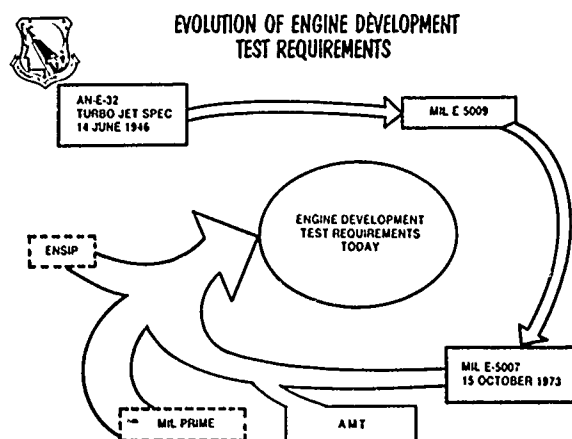 EVOLUTION OF ENGINE DEVELOPMENT
TEST REQUIREMENTS
AN-E-32
TURBO JET SPEC
14 JUNE 1946
MIL E 5009
ENGINE DEVELOPMENT
TEST REQUIREMENTS
TODAY
ENSIP
MIL E-5007
15 OCTOBER 1973
MIL PRIME
AMT